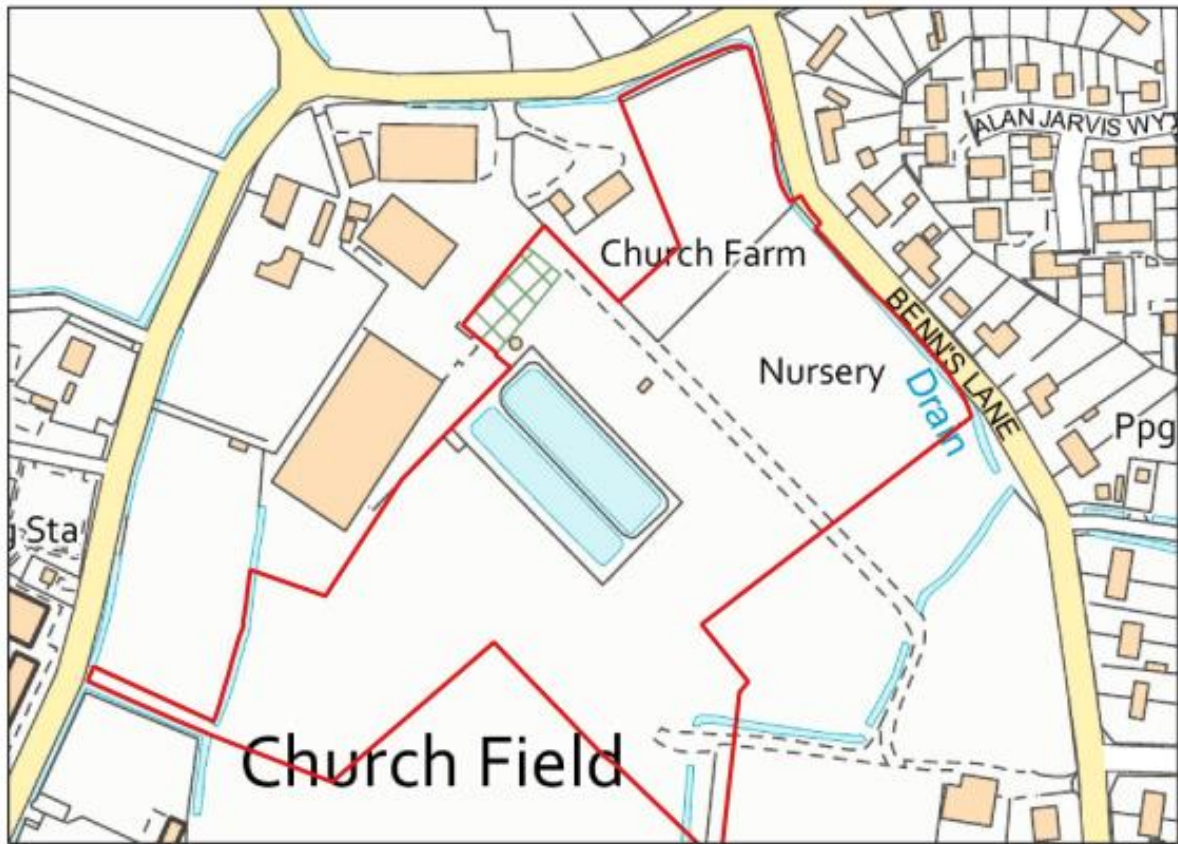 ALAN JARVIS WY
Church Farm
BENN'S LANE
Nursery
Drain
Ppg
g Sta
Church Field